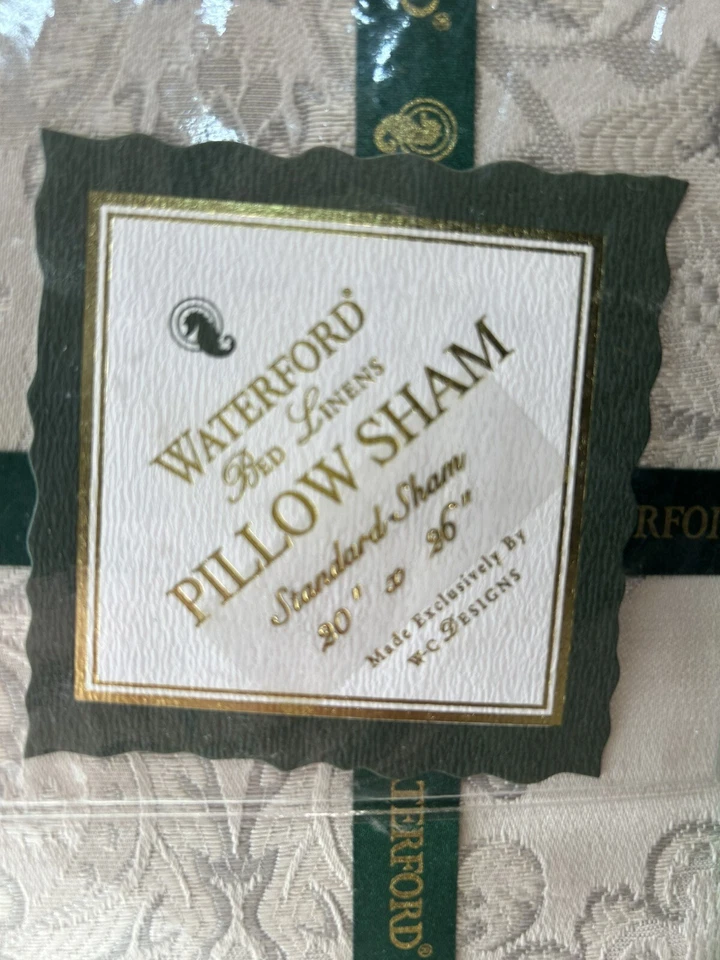 WATERFORD®
BED LINENS
PILLOW SHAM
Standard Sham
20" x 26"
Made Exclusively By
W-C DESIGNS
RFOR
TERFORD®